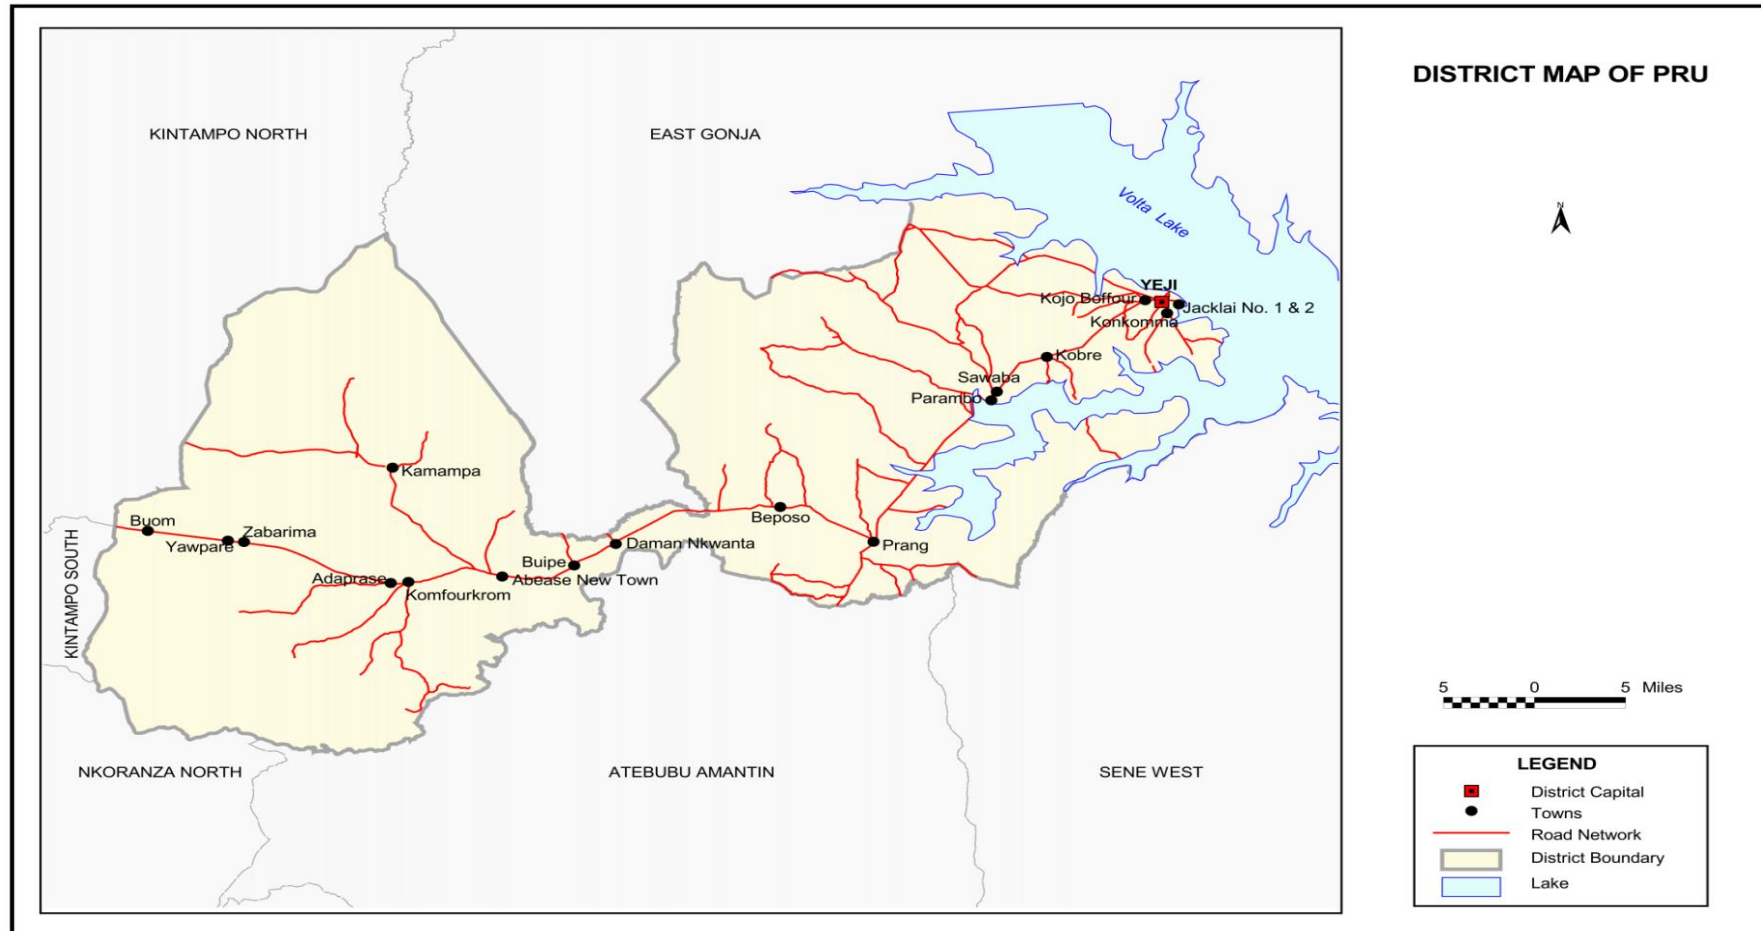 DISTRICT MAP OF PRU
KINTAMPO NORTH
EAST GONJA
Volta Lake
N
YEJI
Kojo Boffour
Jacklai No. 1 & 2
Konkomma
Kobre
Sawaba
Parambo
Kamampa
Buom
Zabarima
Yawpare
Beposo
Daman Nkwanta
Prang
Buipe
Adaprase
Abease New Town
Komfourkrom
KINTAMPO SOUTH
5 0 5 Miles
NKORANZA NORTH
ATEBUBU AMANTIN
SENE WEST
LEGEND
District Capital
Towns
Road Network
District Boundary
Lake